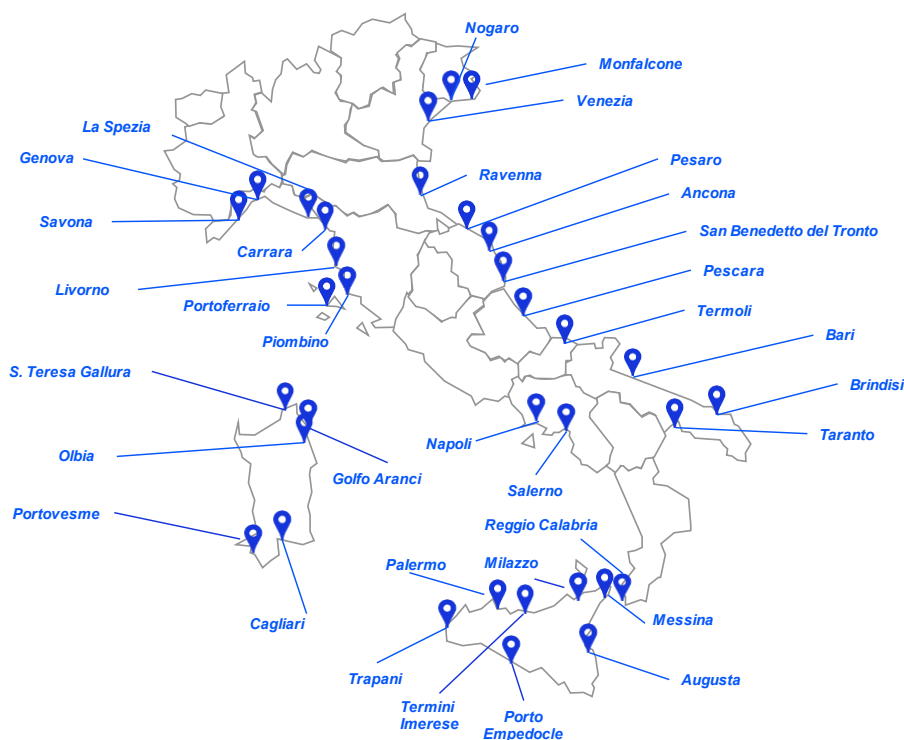 Nogaro
Monfalcone
Venezia
La Spezia
Genova
Ravenna
Pesaro
Ancona
Savona
San Benedetto del Tronto
Carrara
Pescara
Livorno
Portoferraio
Termoli
Piombino
Bari
S. Teresa Gallura
Brindisi
Napoli
Taranto
Olbia
Golfo Aranci
Salerno
Portovesme
Reggio Calabria
Palermo
Milazzo
Cagliari
Messina
Trapani
Augusta
Termini
Imerese
Porto
Empedocle